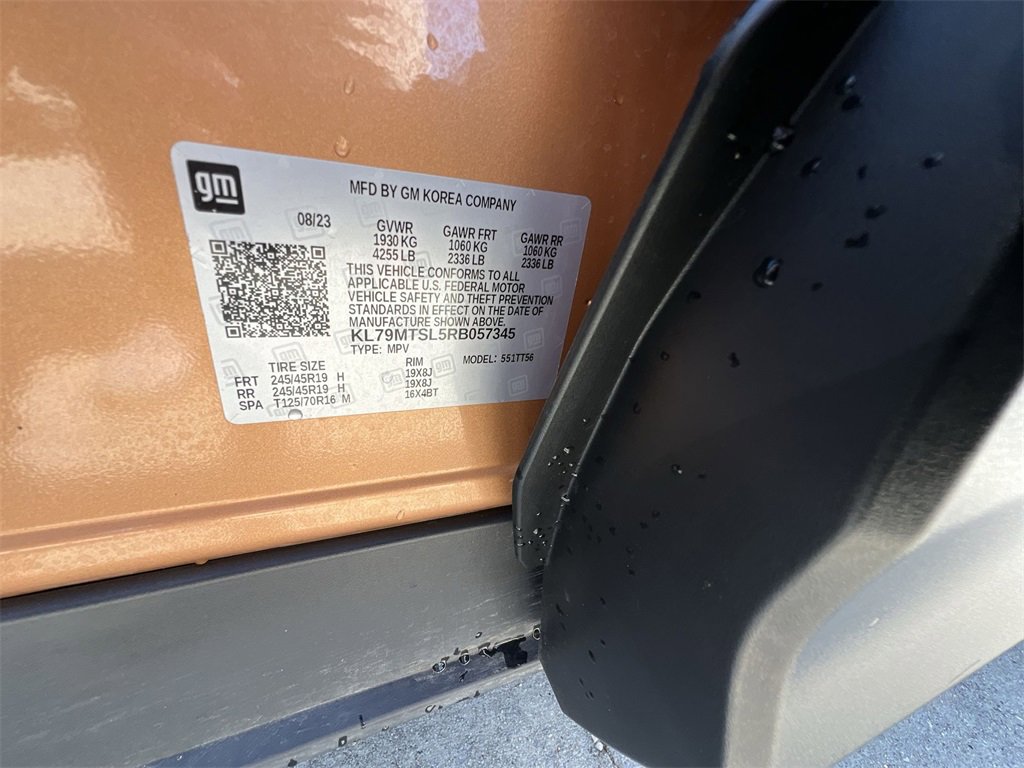 gm
MFD BY GM KOREA COMPANY
08/23
GVWR GAWR FRT GAWR RR
1930 KG 1060 KG 1060 KG
4255 LB 2336 LB 2336 LB
THIS VEHICLE CONFORMS TO ALL
APPLICABLE U.S. FEDERAL MOTOR
VEHICLE SAFETY AND THEFT PREVENTION
STANDARDS IN EFFECT ON THE DATE OF
MANUFACTURE SHOWN ABOVE.
KL79MTSL5RB057345
TYPE: MPV MODEL: 551TT56
TIRE SIZE RIM
FRT 245/45R19 H 19X8J
RR 245/45R19 H 19X8J
SPA T125/70R16 M 16X4BT